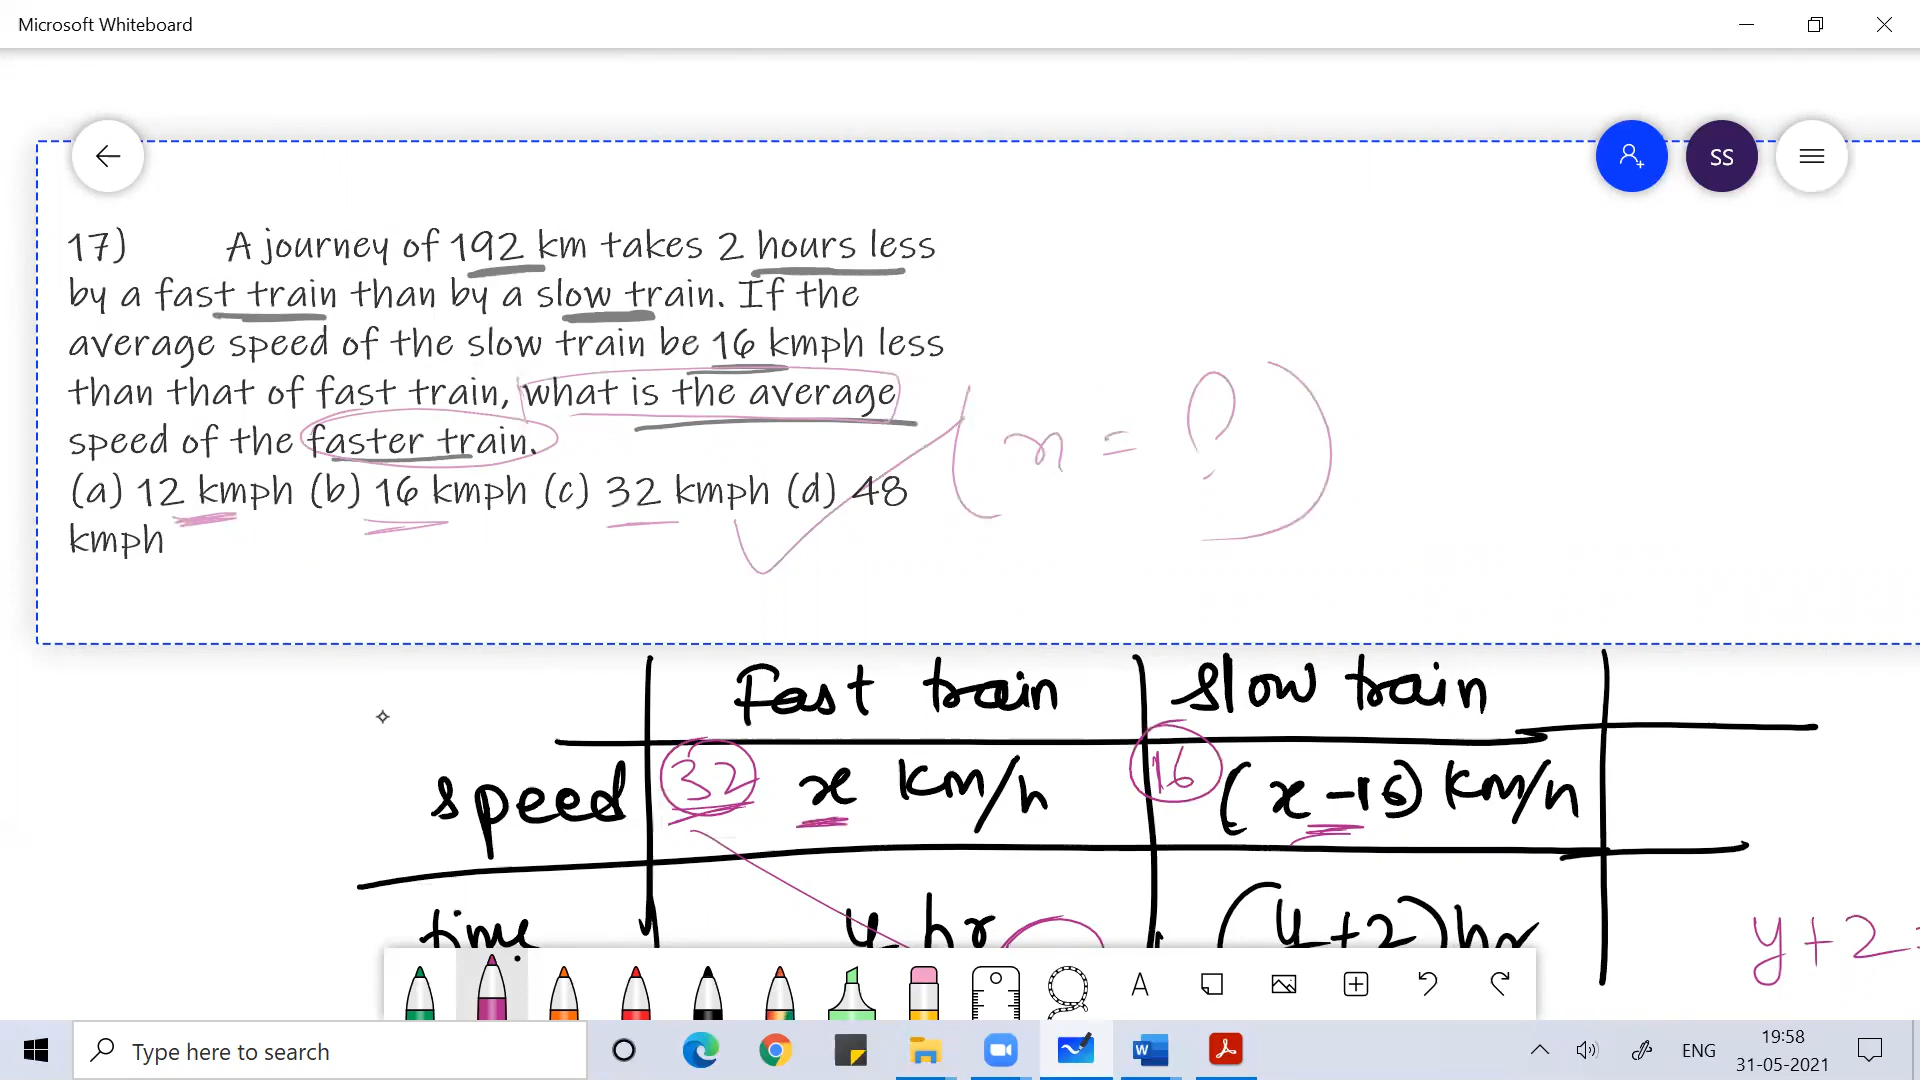 Microsoft Whiteboard
SS
17) A journey of 192 km takes 2 hours less
by a fast train than by a slow train. If the
average speed of the slow train be 16 kmph less
than that of fast train, what is the average
speed of the faster train.
(a) 12 kmph (b) 16 kmph (c) 32 kmph (d) 48
kmph
(x = ?)
Fast train Slow train
speed 32 x km/h 16 (x-16) km/h
time y hr (y+2) hr
y+2=
A
Type here to search
ENG
19:58
31-05-2021